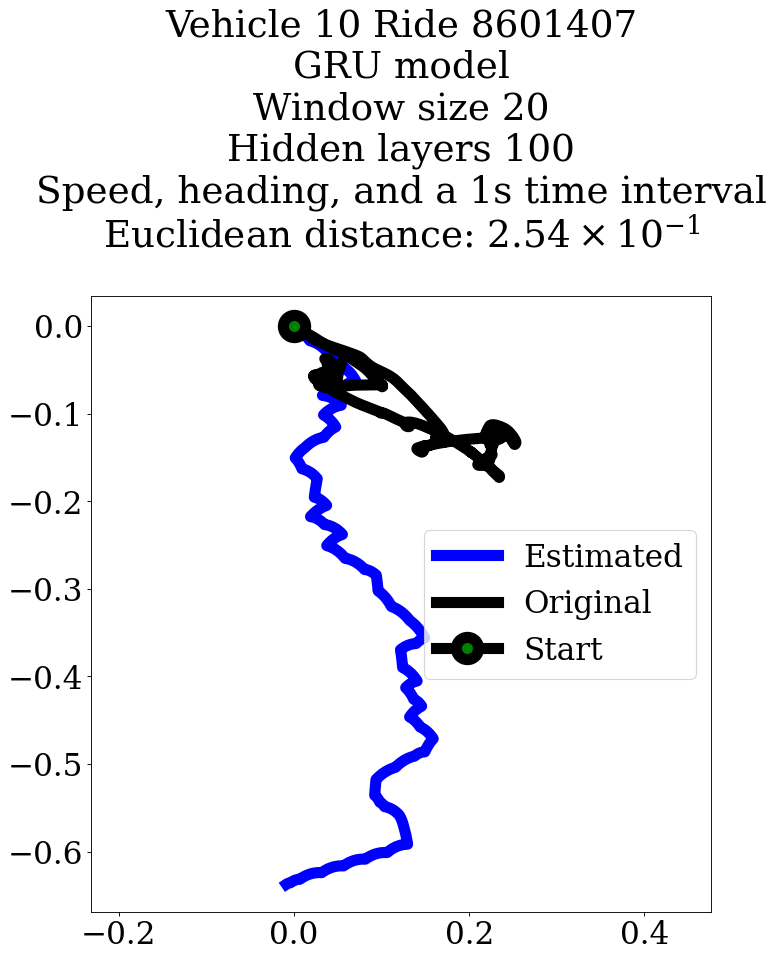 Vehicle 10 Ride 8601407
GRU model
Window size 20
Hidden layers 100
Speed, heading, and a 1s time interval
Euclidean distance: 2.54 × 10⁻¹
0.0
−0.1
−0.2
−0.3
−0.4
−0.5
−0.6
Estimated
Original
Start
−0.2 0.0 0.2 0.4